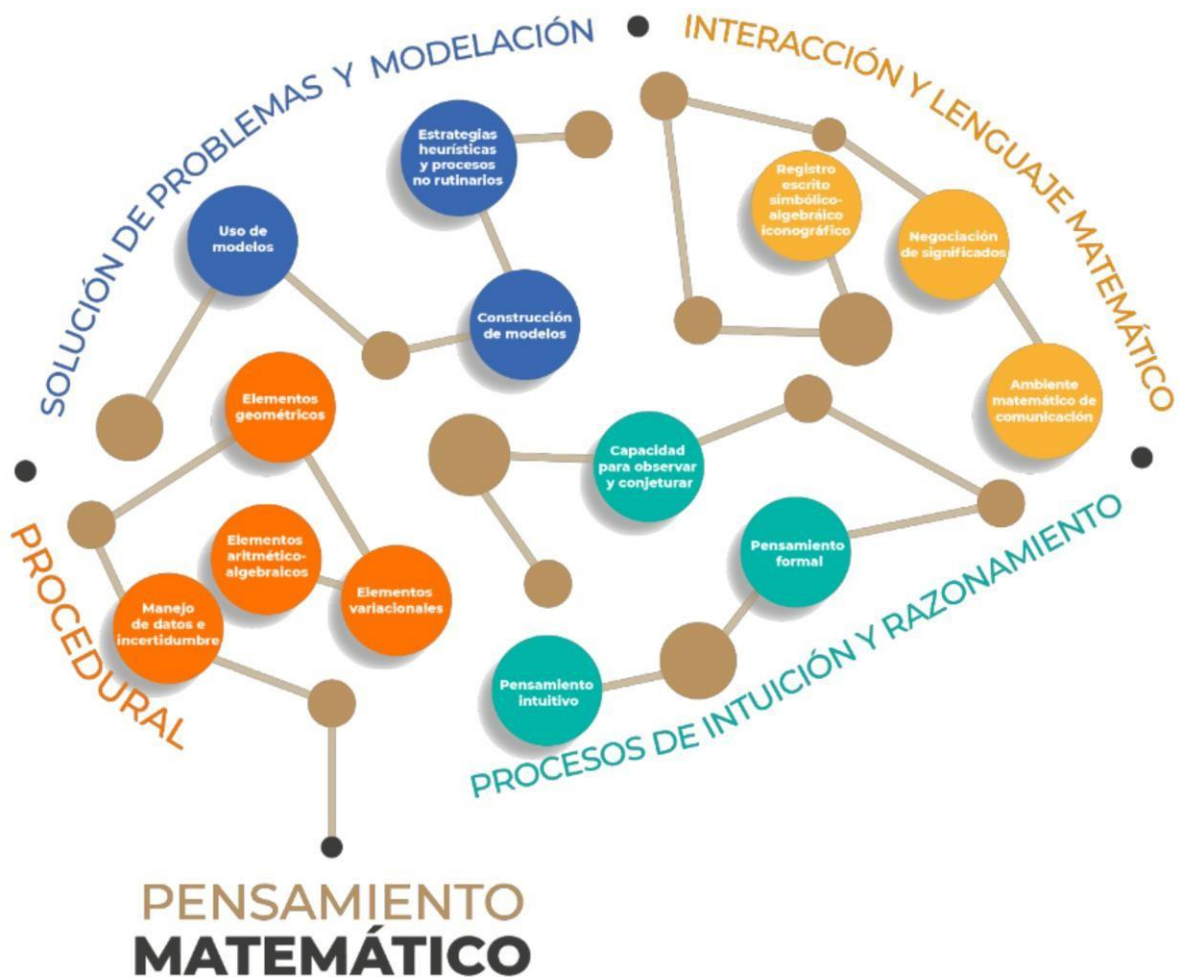 SOLUCIÓN DE PROBLEMAS Y MODELACIÓN
Estrategias
heurísticas
y procesos
no rutinarios
Uso de
modelos
Construcción
de modelos
INTERACCIÓN Y LENGUAJE MATEMÁTICO
Registro
escrito
simbólico-
algebráico
iconográfico
Negociación
de significados
Ambiente
matemático de
comunicación
PROCEDURAL
Elementos
geométricos
Elementos
aritmético-
algebraicos
Elementos
variacionales
Manejo
de datos e
incertidumbre
PROCESOS DE INTUICIÓN Y RAZONAMIENTO
Capacidad
para observar
y conjeturar
Pensamiento
formal
Pensamiento
intuitivo
PENSAMIENTO
MATEMÁTICO